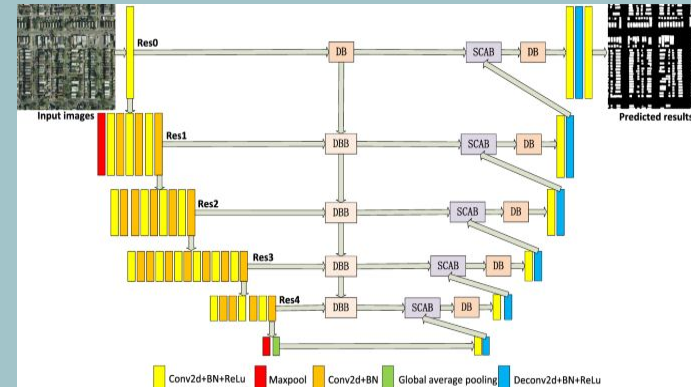 Res0
DB
SCAB
DB
Input images
Predicted results
Res1
DBB
SCAB
DB
Res2
DBB
SCAB
DB
Res3
DBB
SCAB
DB
Res4
DBB
SCAB
DB
Conv2d+BN+ReLu
Maxpool
Conv2d+BN
Global average pooling
Deconv2d+BN+ReLu